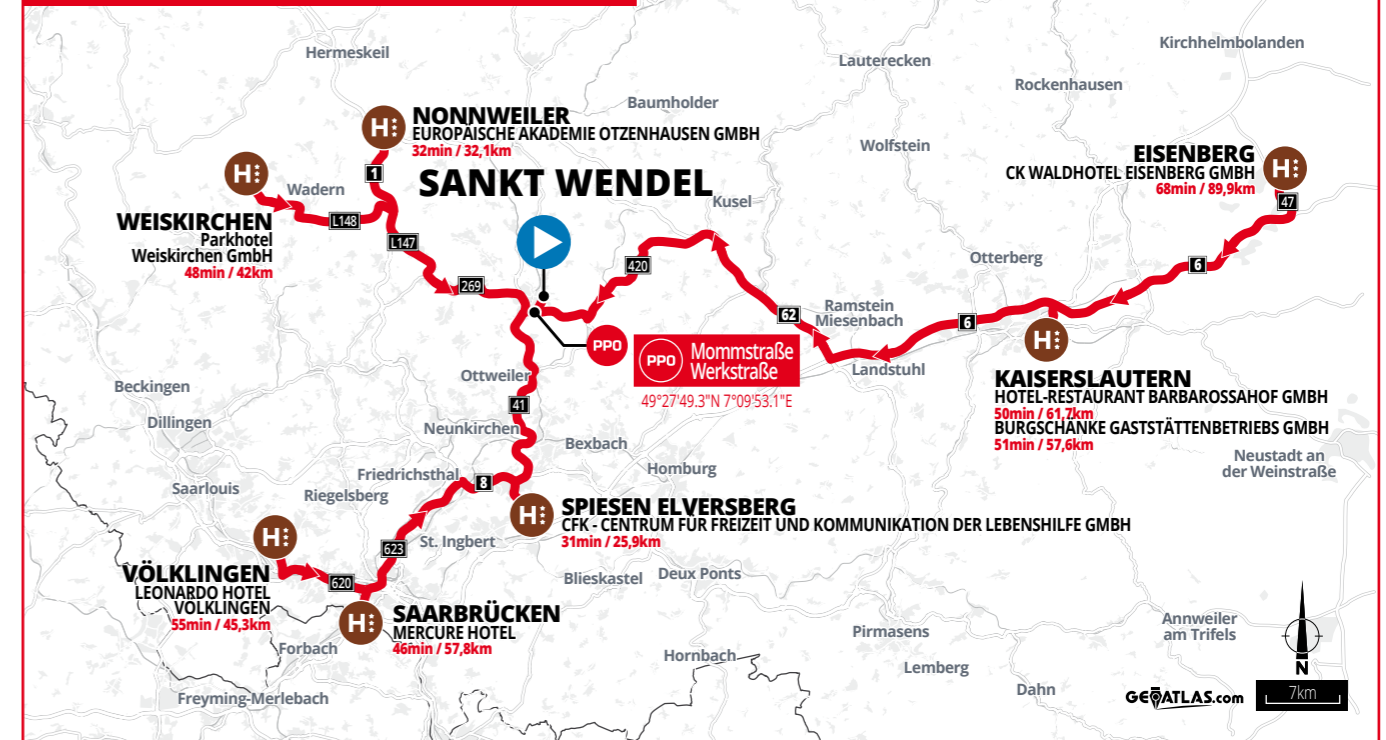 Hermeskeil
Kirchheimbolanden
Lauterecken
Rockenhausen
Baumholder
H
NONNWEILER
EUROPÄISCHE AKADEMIE OTZENHAUSEN GMBH
32min / 32,1km
Wolfstein
EISENBERG
CK WALDHOTEL EISENBERG GMBH
68min / 89,9km
H
47
H
Wadern
1
SANKT WENDEL
Kusel
WEISKIRCHEN
Parkhotel
Weiskirchen GmbH
48min / 42km
L148
L147
269
420
Otterberg
6
62
Ramstein
Miesenbach
6
H
PPO
PPO
Mommstraße
Werkstraße
49°27'49.3"N 7°09'53.1"E
Landstuhl
KAISERSLAUTERN
HOTEL-RESTAURANT BARBAROSSAHOF GMBH
50min / 61,7km
BURGSCHÄNKE GASTSTÄTTENBETRIEBS GMBH
51min / 57,6km
Ottweiler
Beckingen
41
Dillingen
Neunkirchen
Bexbach
Neustadt an
der Weinstraße
Friedrichsthal
Homburg
Saarlouis
Riegelsberg
8
H
SPIESEN ELVERSBERG
CFK - CENTRUM FÜR FREIZEIT UND KOMMUNIKATION DER LEBENSHILFE GMBH
31min / 25,9km
H
623
St. Ingbert
VÖLKLINGEN
LEONARDO HOTEL
VOLKLINGEN
55min / 45,3km
620
Blieskastel
Deux Ponts
H
SAARBRÜCKEN
MERCURE HOTEL
46min / 57,8km
Forbach
Pirmasens
Annweiler
am Trifels
Hornbach
Lemberg
Dahn
Freyming-Merlebach
GEOATLAS.com
N
7km